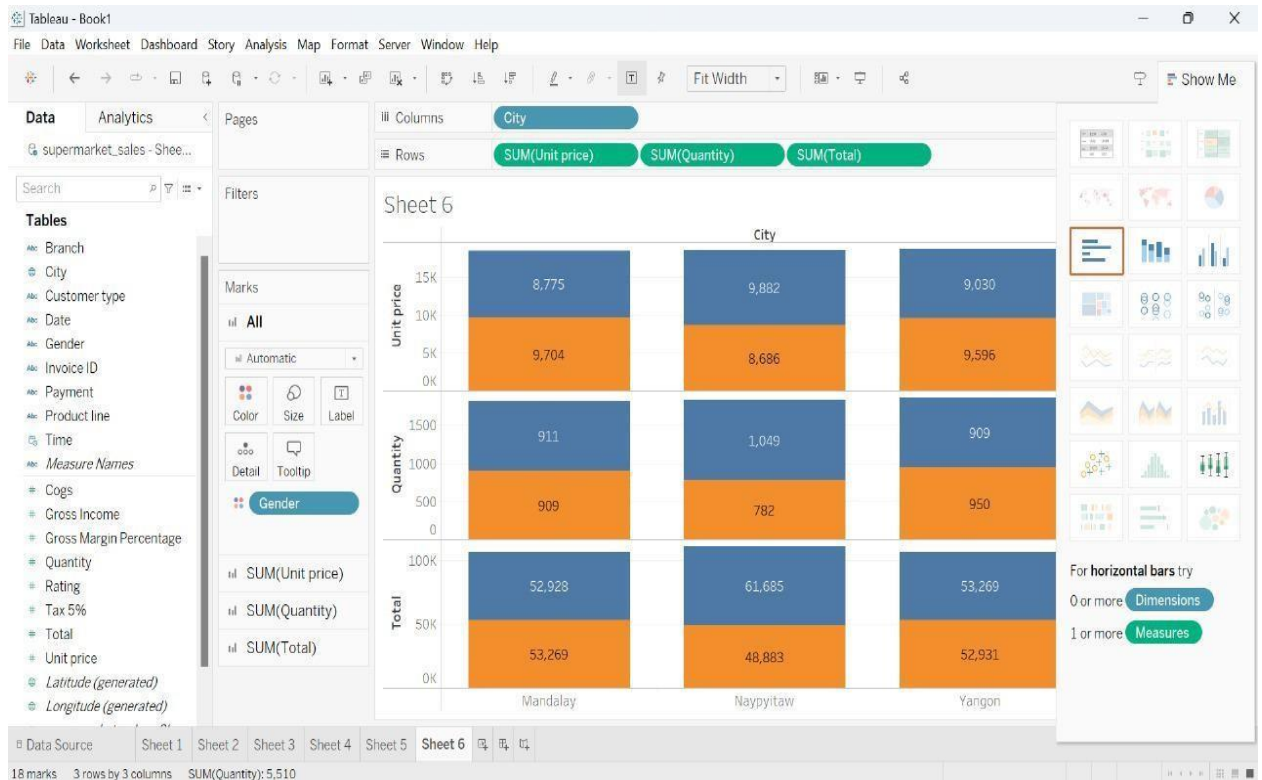 Tableau - Book1
File Data Worksheet Dashboard Story Analysis Map Format Server Window Help
Fit Width
Show Me
Data Analytics
supermarket_sales - Shee...
Search
Tables
Abc Branch
City
Abc Customer type
Abc Date
Abc Gender
Abc Invoice ID
Abc Payment
Abc Product line
Time
Abc Measure Names
# Cogs
# Gross Income
# Gross Margin Percentage
# Quantity
# Rating
# Tax 5%
# Total
# Unit price
Latitude (generated)
Longitude (generated)
Pages
Filters
Marks
All
Automatic
Color Size Label
Detail Tooltip
Gender
SUM(Unit price)
SUM(Quantity)
SUM(Total)
Columns City
Rows SUM(Unit price) SUM(Quantity) SUM(Total)
Sheet 6
City
Unit price
15K
10K
5K
0K
8,775 9,882 9,030
9,704 8,686 9,596
Quantity
1500
1000
500
0
911 1,049 909
909 782 950
Total
100K
50K
0K
52,928 61,685 53,269
53,269 48,883 52,931
Mandalay Naypyitaw Yangon
For horizontal bars try
0 or more Dimensions
1 or more Measures
Data Source Sheet 1 Sheet 2 Sheet 3 Sheet 4 Sheet 5 Sheet 6
18 marks 3 rows by 3 columns SUM(Quantity): 5,510